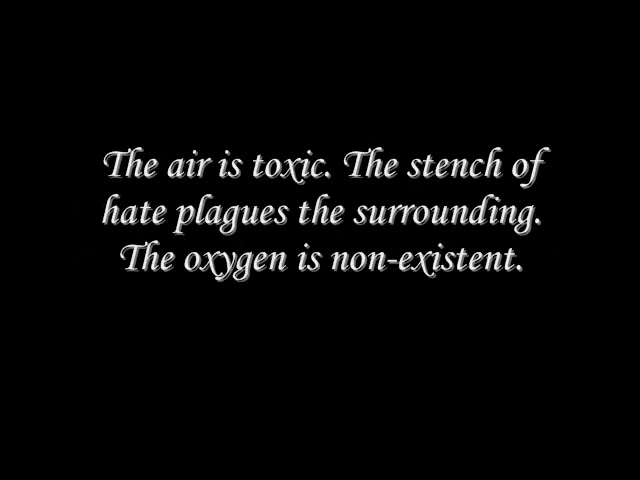 The air is toxic. The stench of
hate plagues the surrounding.
The oxygen is non-existent.